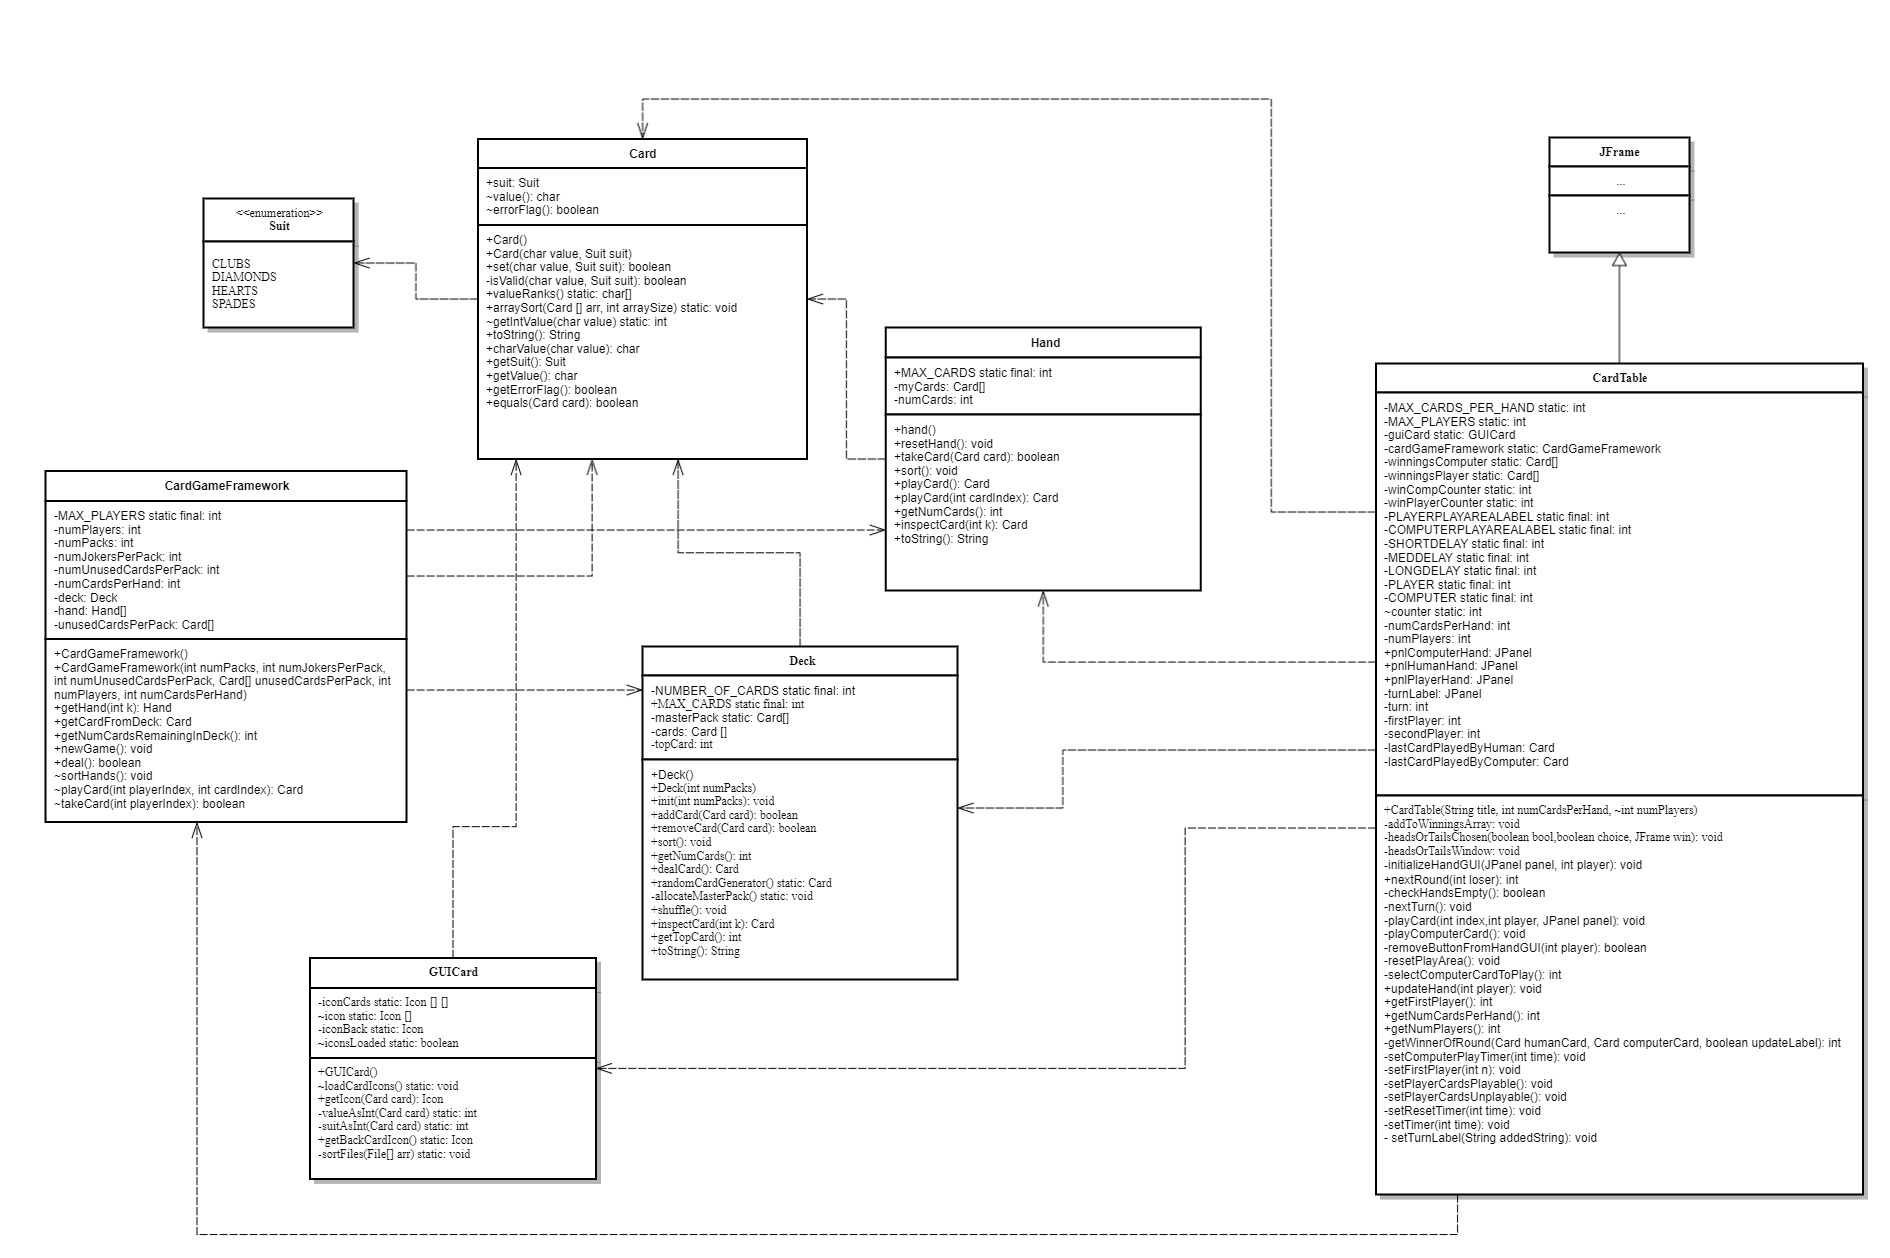 Card
+suit: Suit
~value(): char
~errorFlag(): boolean
+Card()
+Card(char value, Suit suit)
+set(char value, Suit suit): boolean
-isValid(char value, Suit suit): boolean
+valueRanks() static: char[]
+arraySort(Card [] arr, int arraySize) static: void
~getIntValue(char value) static: int
+toString(): String
+charValue(char value): char
+getSuit(): Suit
+getValue(): char
+getErrorFlag(): boolean
+equals(Card card): boolean
JFrame
...
...
<<enumeration>>
Suit
CLUBS
DIAMONDS
HEARTS
SPADES
Hand
+MAX_CARDS static final: int
-myCards: Card[]
-numCards: int
+hand()
+resetHand(): void
+takeCard(Card card): boolean
+sort(): void
+playCard(): Card
+playCard(int cardIndex): Card
+getNumCards(): int
+inspectCard(int k): Card
+toString(): String
CardTable
-MAX_CARDS_PER_HAND static: int
-MAX_PLAYERS static: int
-guiCard static: GUICard
-cardGameFramework static: CardGameFramework
-winningsComputer static: Card[]
-winningsPlayer static: Card[]
-winCompCounter static: int
-winPlayerCounter static: int
-PLAYERPLAYAREALABEL static final: int
-COMPUTERPLAYAREALABEL static final: int
-SHORTDELAY static final: int
-MEDDELAY static final: int
-LONGDELAY static final: int
-PLAYER static final: int
-COMPUTER static final: int
~counter static: int
-numCardsPerHand: int
-numPlayers: int
+pnlComputerHand: JPanel
+pnlHumanHand: JPanel
+pnlPlayerHand: JPanel
-turnLabel: JPanel
-turn: int
-firstPlayer: int
-secondPlayer: int
-lastCardPlayedByHuman: Card
-lastCardPlayedByComputer: Card
+CardTable(String title, int numCardsPerHand, ~int numPlayers)
-addToWinningsArray: void
-headsOrTailsChosen(boolean bool,boolean choice, JFrame win): void
-headsOrTailsWindow: void
-initializeHandGUI(JPanel panel, int player): void
+nextRound(int loser): int
-checkHandsEmpty(): boolean
-nextTurn(): void
-playCard(int index,int player, JPanel panel): void
-playComputerCard(): void
-removeButtonFromHandGUI(int player): boolean
-resetPlayArea(): void
-selectComputerCardToPlay(): int
+updateHand(int player): void
+getFirstPlayer(): int
+getNumCardsPerHand(): int
+getNumPlayers(): int
-getWinnerOfRound(Card humanCard, Card computerCard, boolean updateLabel): int
-setComputerPlayTimer(int time): void
-setFirstPlayer(int n): void
-setPlayerCardsPlayable(): void
-setPlayerCardsUnplayable(): void
-setResetTimer(int time): void
-setTimer(int time): void
- setTurnLabel(String addedString): void
CardGameFramework
-MAX_PLAYERS static final: int
-numPlayers: int
-numPacks: int
-numJokersPerPack: int
-numUnusedCardsPerPack: int
-numCardsPerHand: int
-deck: Deck
-hand: Hand[]
-unusedCardsPerPack: Card[]
+CardGameFramework()
+CardGameFramework(int numPacks, int numJokersPerPack,
int numUnusedCardsPerPack, Card[] unusedCardsPerPack, int
numPlayers, int numCardsPerHand)
+getHand(int k): Hand
+getCardFromDeck: Card
+getNumCardsRemainingInDeck(): int
+newGame(): void
+deal(): boolean
~sortHands(): void
~playCard(int playerIndex, int cardIndex): Card
~takeCard(int playerIndex): boolean
Deck
-NUMBER_OF_CARDS static final: int
+MAX_CARDS static final: int
-masterPack static: Card[]
-cards: Card []
-topCard: int
+Deck()
+Deck(int numPacks)
+init(int numPacks): void
+addCard(Card card): boolean
+removeCard(Card card): boolean
+sort(): void
+getNumCards(): int
+dealCard(): Card
+randomCardGenerator() static: Card
-allocateMasterPack() static: void
+shuffle(): void
+inspectCard(int k): Card
+getTopCard(): int
+toString(): String
GUICard
-iconCards static: Icon [] []
~icon static: Icon []
-iconBack static: Icon
~iconsLoaded static: boolean
+GUICard()
~loadCardIcons() static: void
+getIcon(Card card): Icon
-valueAsInt(Card card) static: int
-suitAsInt(Card card) static: int
+getBackCardIcon() static: Icon
-sortFiles(File[] arr) static: void